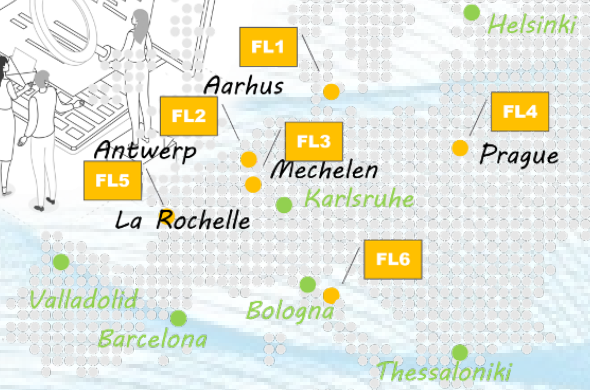 FL1
Helsinki
Aarhus
FL2
FL4
Antwerp
FL3
Prague
FL5
Mechelen
Karlsruhe
La Rochelle
FL6
Valladolid
Bologna
Barcelona
Thessaloniki